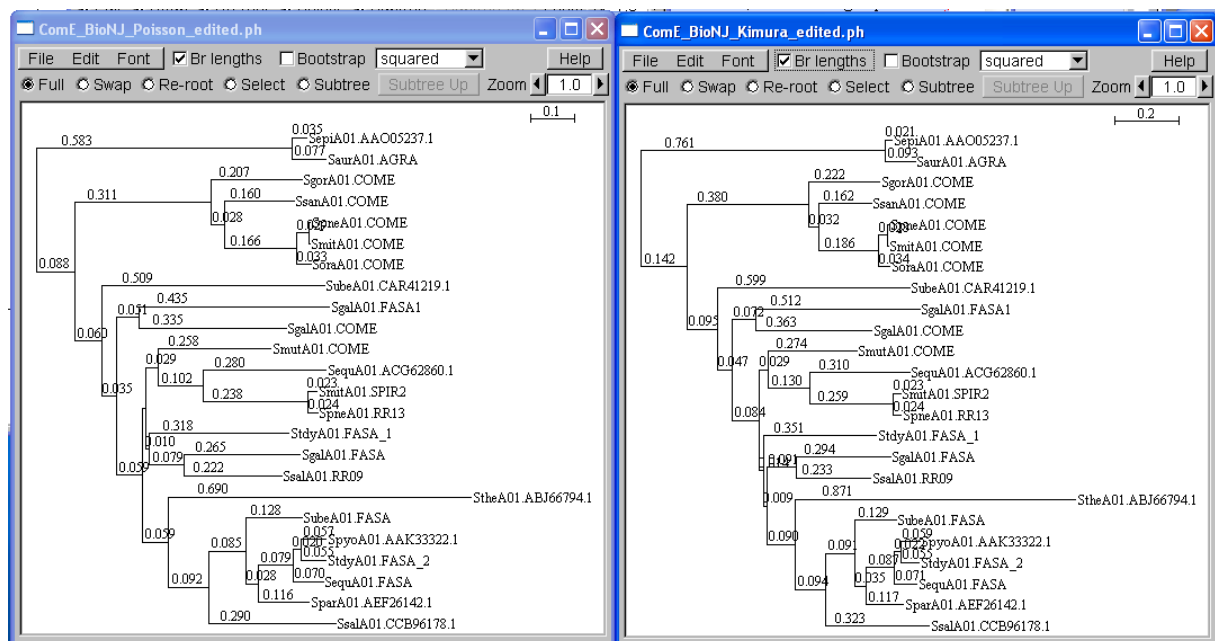 ComE_BioNJ_Poisson_edited.ph
File Edit Font Br lengths Bootstrap squared Help
Full Swap Re-root Select Subtree Subtree Up Zoom 1.0
0.1
0.035
SepiA01.AAO05237.1
0.583
0.077
SaurA01.AGRA
0.207
SgorA01.COME
0.311
0.160
SsanA01.COME
0.028
SpneA01.COME
0.166
SmitA01.COME
0.033
SoraA01.COME
0.088
0.509
SubeA01.CAR41219.1
0.435
0.051
SgalA01.FASA1
0.335
0.060
SgalA01.COME
0.258
SmutA01.COME
0.029
0.280
SequA01.ACG62860.1
0.035
0.102
0.023
SmitA01.SPIR2
0.238
0.024
SpneA01.RR13
0.318
StdyA01.FASA_1
0.010
0.265
SgalA01.FASA
0.059
0.079
0.222
SsalA01.RR09
0.690
StheA01.ABJ66794.1
0.128
SubeA01.FASA
0.059
0.057
0.085
0.020
SpyoA01.AAK33322.1
0.079
0.055
StdyA01.FASA_2
0.092
0.028
0.070
SequA01.FASA
0.116
SparA01.AEF26142.1
0.290
SsalA01.CCB96178.1
ComE_BioNJ_Kimura_edited.ph
File Edit Font Br lengths Bootstrap squared Help
Full Swap Re-root Select Subtree Subtree Up Zoom 1.0
0.2
0.021
SepiA01.AAO05237.1
0.761
0.093
SaurA01.AGRA
0.222
SgorA01.COME
0.380
0.162
SsanA01.COME
0.032
SpneA01.COME
0.186
SmitA01.COME
0.034
SoraA01.COME
0.142
0.599
SubeA01.CAR41219.1
0.512
0.072
SgalA01.FASA1
0.095
0.363
SgalA01.COME
0.274
SmutA01.COME
0.047
0.029
0.310
SequA01.ACG62860.1
0.130
0.023
SmitA01.SPIR2
0.259
0.024
SpneA01.RR13
0.084
0.351
StdyA01.FASA_1
0.294
SgalA01.FASA
0.091
0.233
SsalA01.RR09
0.009
0.871
StheA01.ABJ66794.1
0.129
SubeA01.FASA
0.090
0.059
0.091
0.022
SpyoA01.AAK33322.1
0.087
0.055
StdyA01.FASA_2
0.094
0.035
0.071
SequA01.FASA
0.117
SparA01.AEF26142.1
0.323
SsalA01.CCB96178.1